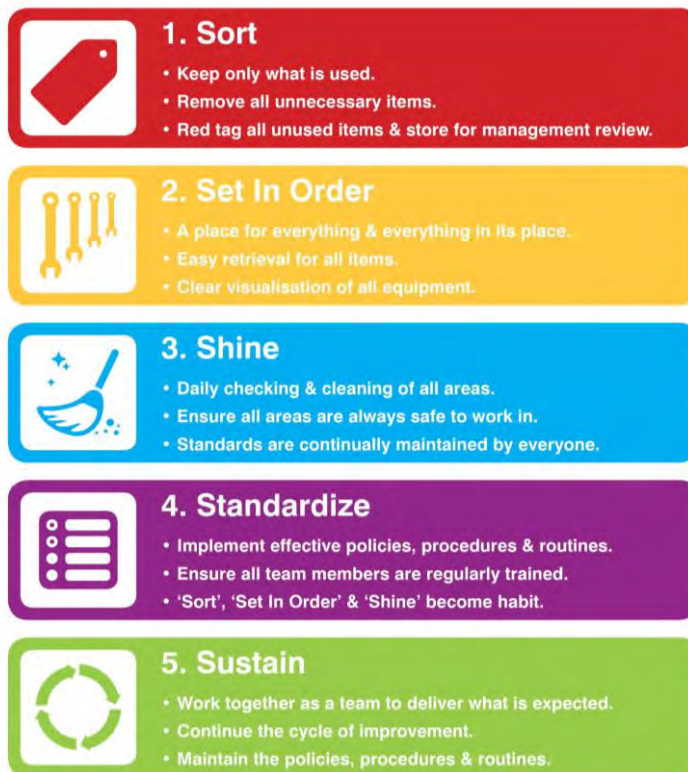 1. Sort
• Keep only what is used.
• Remove all unnecessary items.
• Red tag all unused items & store for management review.
2. Set In Order
• A place for everything & everything in its place.
• Easy retrieval for all items.
• Clear visualisation of all equipment.
3. Shine
• Daily checking & cleaning of all areas.
• Ensure all areas are always safe to work in.
• Standards are continually maintained by everyone.
4. Standardize
• Implement effective policies, procedures & routines.
• Ensure all team members are regularly trained.
• ‘Sort’, ‘Set In Order’ & ‘Shine’ become habit.
5. Sustain
• Work together as a team to deliver what is expected.
• Continue the cycle of improvement.
• Maintain the policies, procedures & routines.